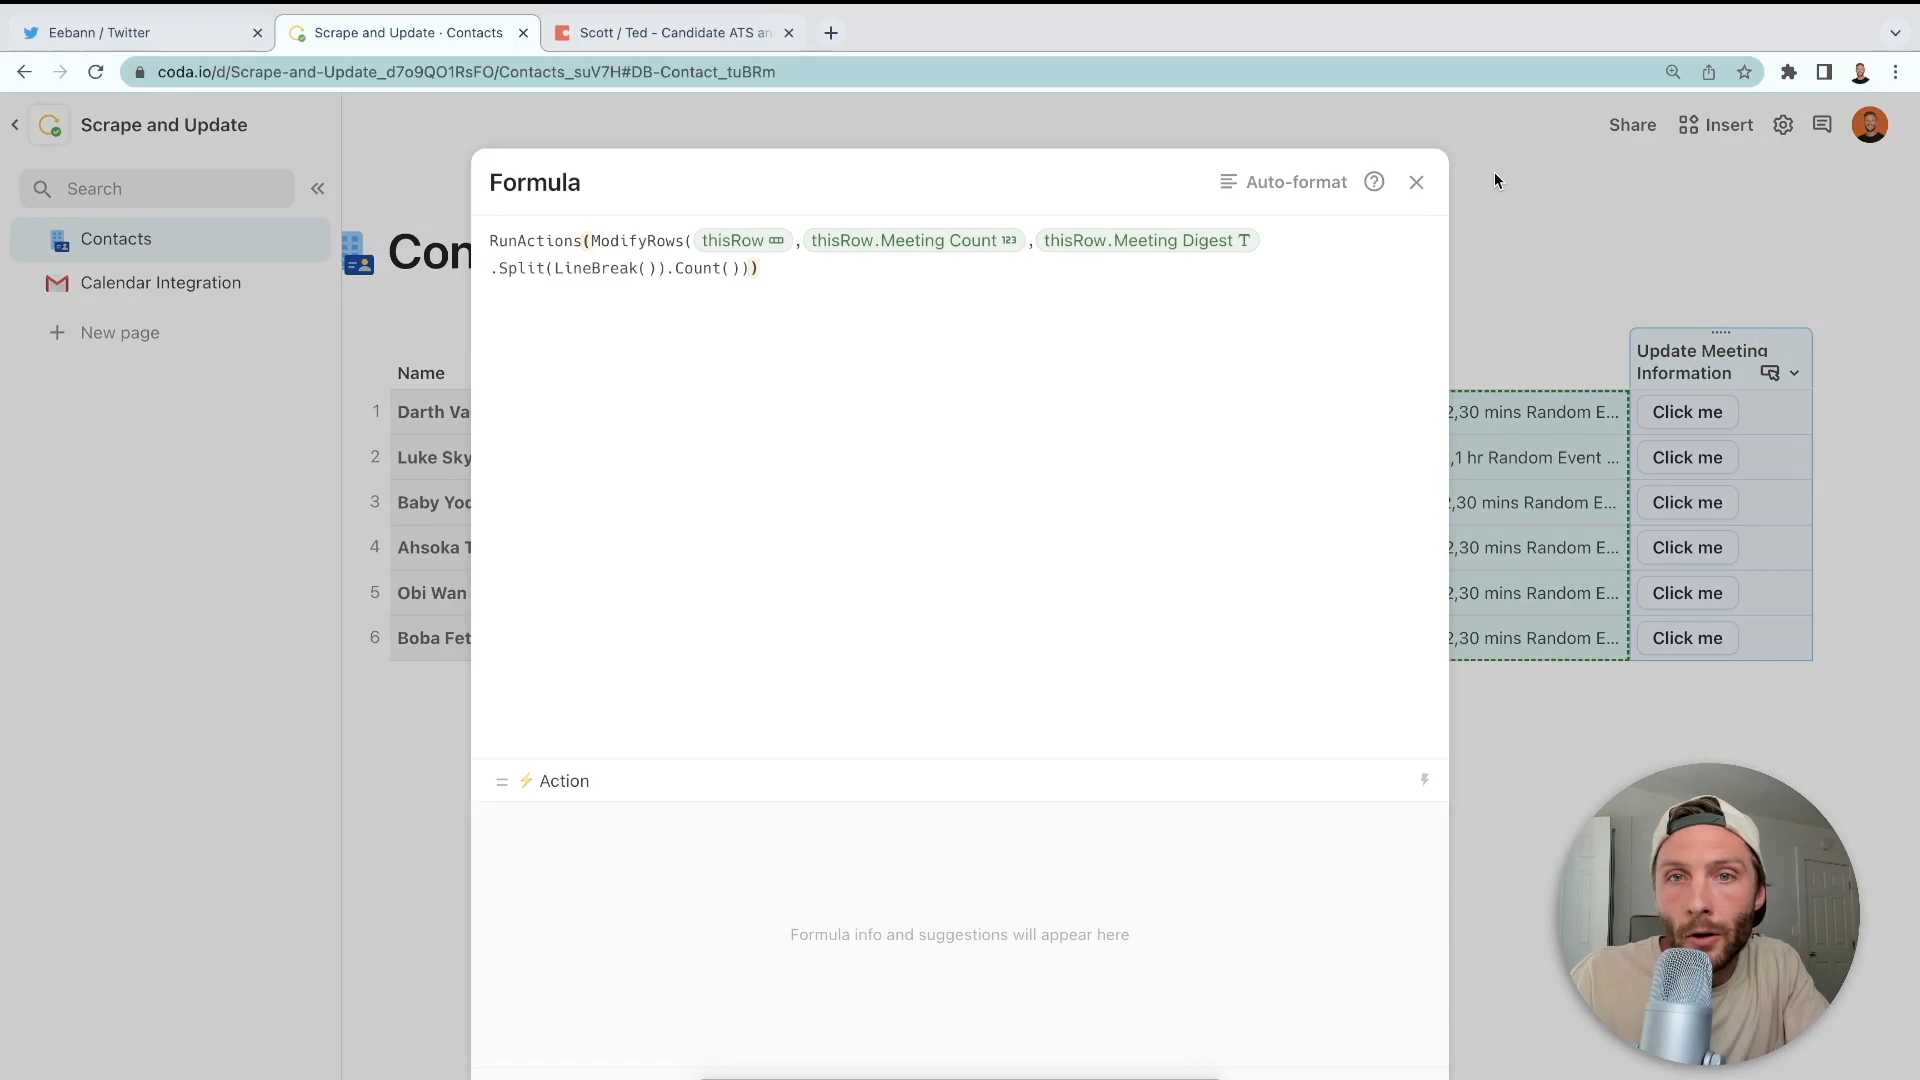 Eebann / Twitter
Scrape and Update · Contacts
Scott / Ted - Candidate ATS an
coda.io/d/Scrape-and-Update_d7o9QO1RsFO/Contacts_suV7H#DB-Contact_tuBRm
Scrape and Update
Share
Insert
Search
Contacts
Calendar Integration
New page
Con
Formula
Auto-format
RunActions(ModifyRows( thisRow , thisRow.Meeting Count 123 , thisRow.Meeting Digest T
.Split(LineBreak()).Count()))
Action
Formula info and suggestions will appear here
Name
Update Meeting
Information
1 Darth Va 2,30 mins Random E... Click me
2 Luke Sky ,1 hr Random Event ... Click me
3 Baby Yod ,30 mins Random E... Click me
4 Ahsoka T 2,30 mins Random E... Click me
5 Obi Wan 2,30 mins Random E... Click me
6 Boba Fet 2,30 mins Random E... Click me